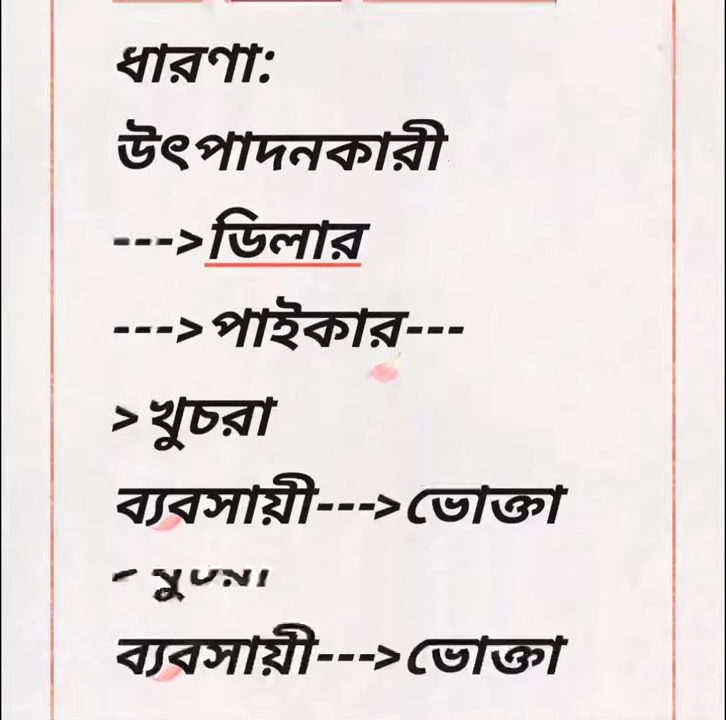 ধারণা:
উৎপাদনকারী
--->ডিলার
--->পাইকার---
>খুচরা
ব্যবসায়ী--->ভোক্তা
ব্যবসায়ী--->ভোক্তা